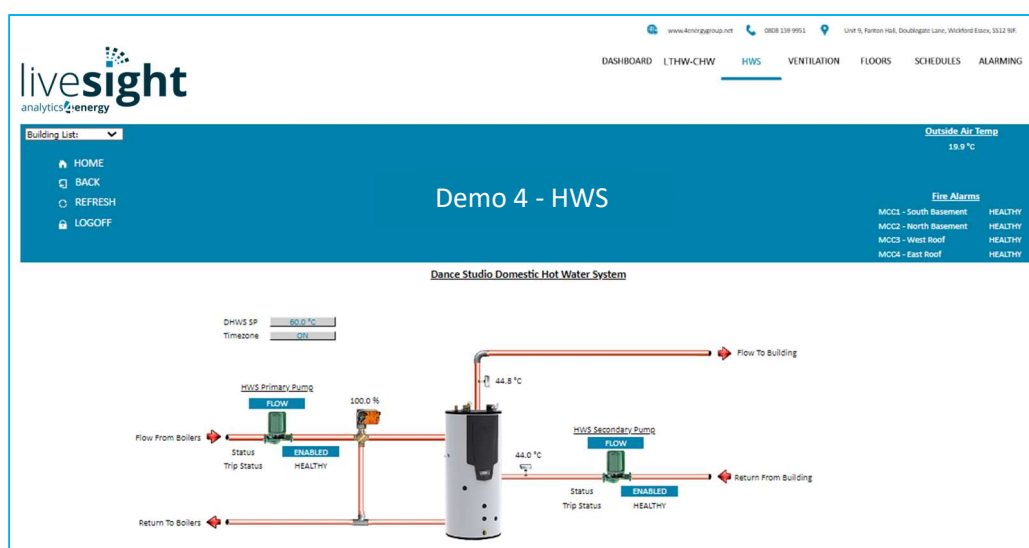 www.4energygroup.net 0808 139 9951 Unit 9, Fanton Hall, Doublegate Lane, Wickford Essex, SS12 9JF.
livesight
analytics4energy
DASHBOARD LTHW-CHW HWS VENTILATION FLOORS SCHEDULES ALARMING
Building List:
HOME
BACK
REFRESH
LOGOFF
Demo 4 - HWS
Outside Air Temp
19.9 °C
Fire Alarms
MCC1 - South Basement HEALTHY
MCC2 - North Basement HEALTHY
MCC3 - West Roof HEALTHY
MCC4 - East Roof HEALTHY
Dance Studio Domestic Hot Water System
DHWS SP 60.0 °C
Timezone ON
Flow To Building
44.8 °C
HWS Primary Pump
FLOW
100.0 %
Flow From Boilers
Status ENABLED
Trip Status HEALTHY
HWS Secondary Pump
FLOW
44.0 °C
Return From Building
Status ENABLED
Trip Status HEALTHY
Return To Boilers